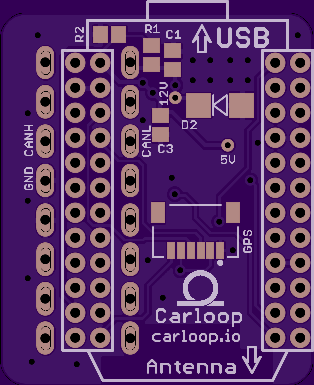 R2
R1
C1
USB
12V
D2
CANH
CANL
C3
5V
GND
GPS
Carloop
carloop.io
Antenna